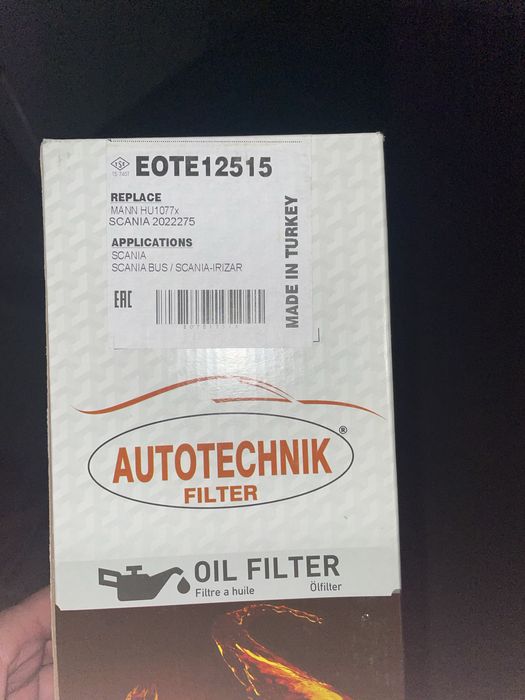 EOTE12515
REPLACE
MANN HU1077x
SCANIA 2022275
APPLICATIONS
SCANIA
SCANIA BUS / SCANIA-IRIZAR
EAC
MADE IN TURKEY
AUTOTECHNIK®
FILTER
OIL FILTER
Filtre a huile Ölfilter